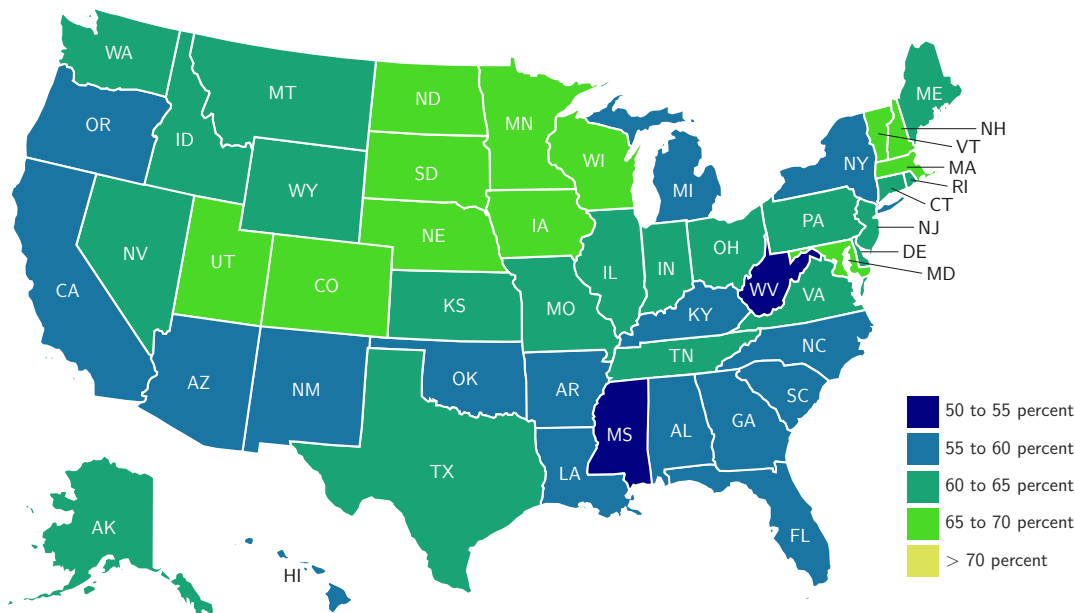 WA
MT
ND
MN
ME
OR
ID
WY
SD
WI
MI
NY
NH
VT
MA
RI
CT
NJ
DE
MD
NV
UT
CO
NE
IA
IL
IN
OH
PA
CA
KS
MO
KY
WV
VA
AZ
NM
OK
AR
TN
NC
SC
TX
LA
MS
AL
GA
FL
AK
HI
50 to 55 percent
55 to 60 percent
60 to 65 percent
65 to 70 percent
> 70 percent